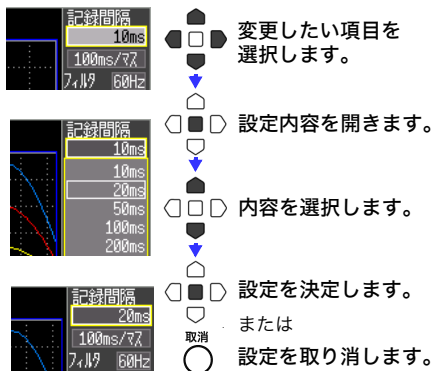 記録間隔
10ms
100ms/マス
フィルタ 60Hz
変更したい項目を
選択します。
記録間隔
10ms
10ms
20ms
50ms
100ms
200ms
設定内容を開きます。
内容を選択します。
記録間隔
20ms
100ms/マス
フィルタ 60Hz
設定を決定します。
または
取消
設定を取り消します。